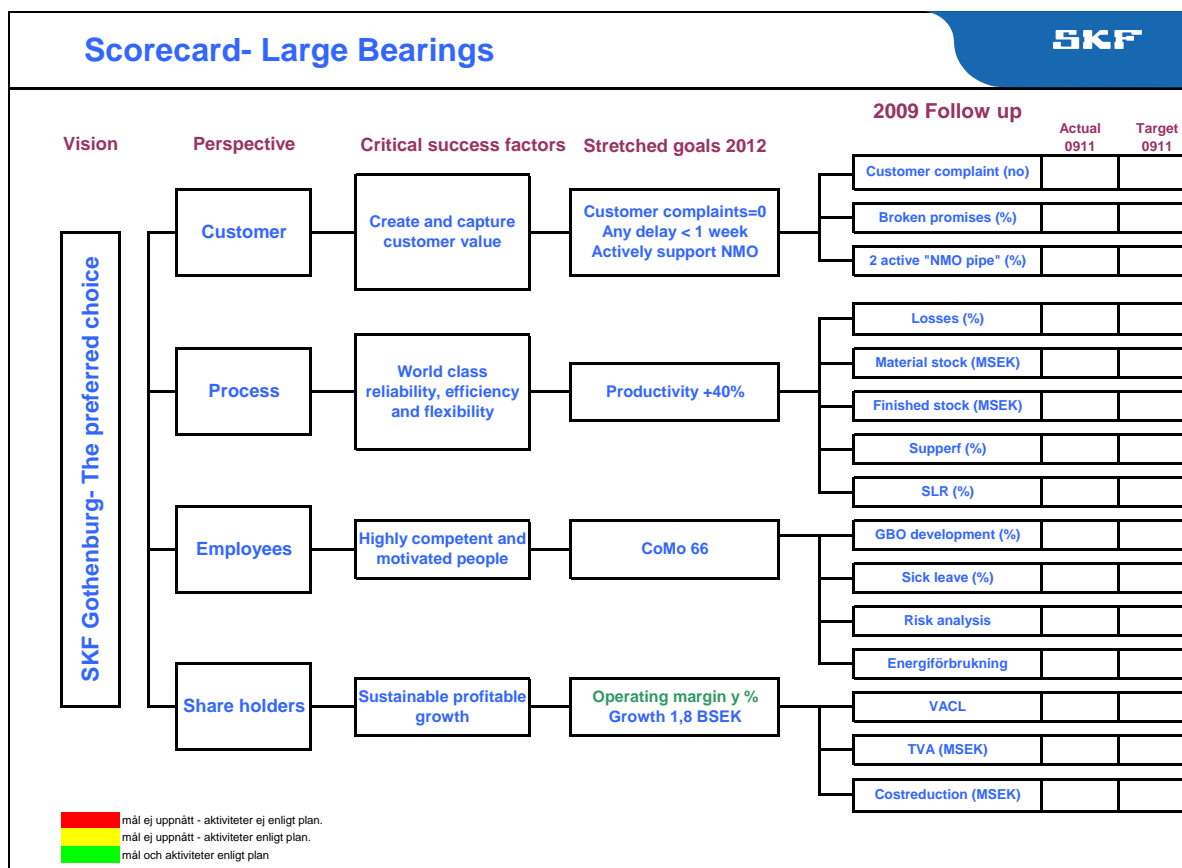 Scorecard- Large Bearings
SKF
2009 Follow up
Vision
Perspective
Critical success factors
Stretched goals 2012
Actual
0911
Target
0911
SKF Gothenburg- The preferred choice
Customer
Create and capture
customer value
Customer complaints=0
Any delay < 1 week
Actively support NMO
Customer complaint (no)
Broken promises (%)
2 active "NMO pipe" (%)
Process
World class
reliability, efficiency
and flexibility
Productivity +40%
Losses (%)
Material stock (MSEK)
Finished stock (MSEK)
Supperf (%)
SLR (%)
Employees
Highly competent and
motivated people
CoMo 66
GBO development (%)
Sick leave (%)
Risk analysis
Energiförbrukning
Share holders
Sustainable profitable
growth
Operating margin y %
Growth 1,8 BSEK
VACL
TVA (MSEK)
Costreduction (MSEK)
mål ej uppnått - aktiviteter ej enligt plan.
mål ej uppnått - aktiviteter enligt plan.
mål och aktiviteter enligt plan